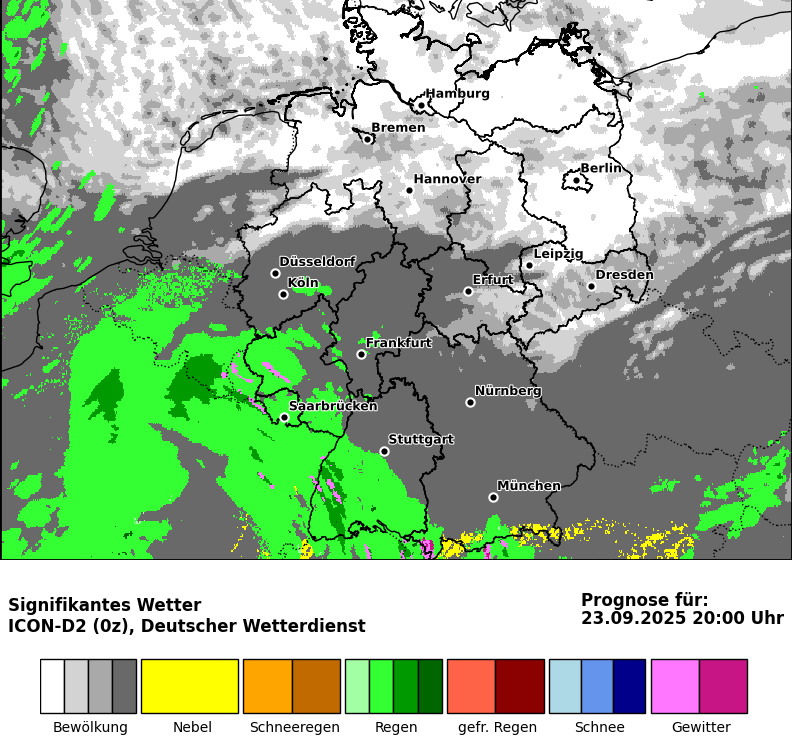 Hamburg
Bremen
Berlin
Hannover
Leipzig
Düsseldorf
Dresden
Köln
Erfurt
Frankfurt
Nürnberg
Saarbrücken
Stuttgart
München
Signifikantes Wetter
ICON-D2 (0z), Deutscher Wetterdienst
Prognose für:
23.09.2025 20:00 Uhr
Bewölkung Nebel Schneeregen Regen gefr. Regen Schnee Gewitter